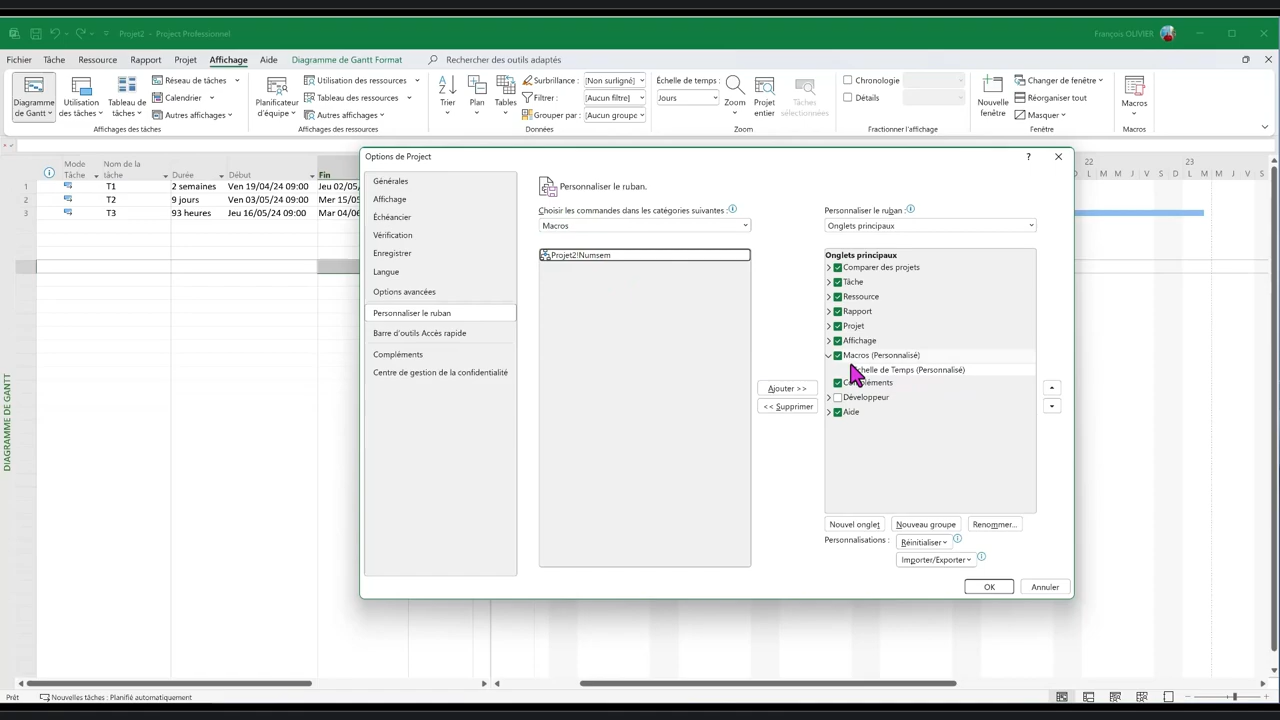 Projet2 - Project Professionnel
François OLIVIER
Fichier Tâche Ressource Rapport Projet Affichage Aide Diagramme de Gantt Format Rechercher des outils adaptés
Diagramme de Gantt
Utilisation des tâches
Tableau de tâches
Réseau de tâches
Calendrier
Autres affichages
Affichages des tâches
Planificateur d'équipe
Utilisation des ressources
Tableau des ressources
Autres affichages
Affichages des ressources
Trier
Plan
Tables
Surbrillance : [Non surligné]
Filtrer : [Aucun filtre]
Grouper par : [Aucun groupe
Données
Échelle de temps :
Jours
Zoom
Projet entier
Tâches sélectionnées
Zoom
Chronologie
Détails
Fractionner l'affichage
Nouvelle fenêtre
Changer de fenêtre
Réorganiser tout
Masquer
Fenêtre
Macros
Macros
Mode Tâche
Nom de la tâche
Durée
Début
Fin
1 T1 2 semaines Ven 19/04/24 09:00 Jeu 02/05
2 T2 9 jours Ven 03/05/24 09:00 Mer 15
3 T3 93 heures Jeu 16/05/24 09:00 Mar 04/06
22 23
M J V S D L M M J V S
DIAGRAMME DE GANTT
Options de Project
?
Générales
Affichage
Échéancier
Vérification
Enregistrer
Langue
Options avancées
Personnaliser le ruban
Barre d'outils Accès rapide
Compléments
Centre de gestion de la confidentialité
Personnaliser le ruban.
Choisir les commandes dans les catégories suivantes :
Macros
Projet2!Numsem
Ajouter >>
<< Supprimer
Personnaliser le ruban :
Onglets principaux
Onglets principaux
Comparer des projets
Tâche
Ressource
Rapport
Projet
Affichage
Macros (Personnalisé)
chelle de Temps (Personnalisé)
Compléments
Développeur
Aide
Nouvel onglet Nouveau groupe Renommer...
Personnalisations : Réinitialiser
Importer/Exporter
OK Annuler
Prêt Nouvelles tâches : Planifié automatiquement